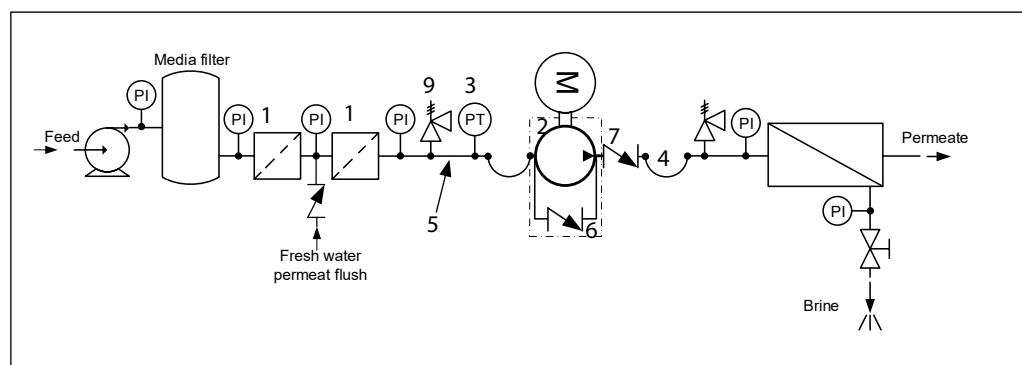 Media filter
PI
Feed
PI
1
PI
1
PI
9
3
PT
5
M
2
7
6
4
PI
Permeate
PI
Fresh water
permeat flush
Brine